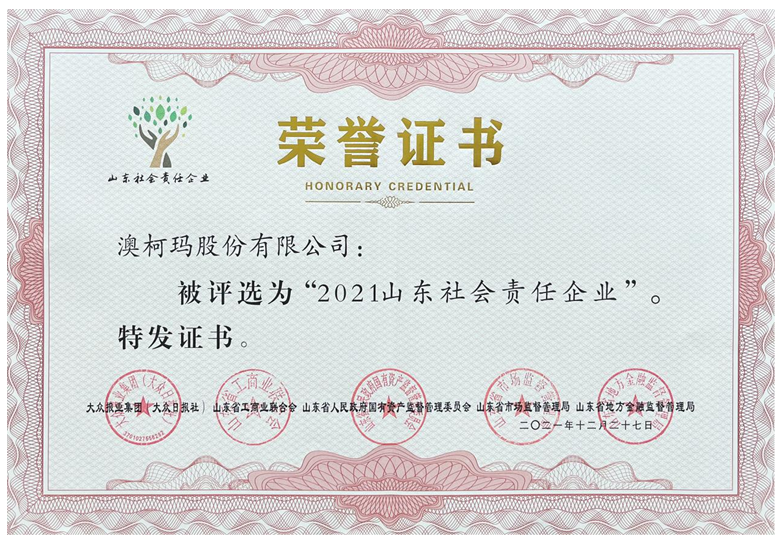 荣誉证书
HONORARY CREDENTIAL
山东社会责任企业
澳柯玛股份有限公司：
被评选为“2021山东社会责任企业”。
特发证书。
大众报业集团（大众日报社） 山东省工商业联合会 山东省人民政府国有资产监督管理委员会 山东省市场监督管理局 山东省地方金融监督管理局
二〇二一年十二月二十七日